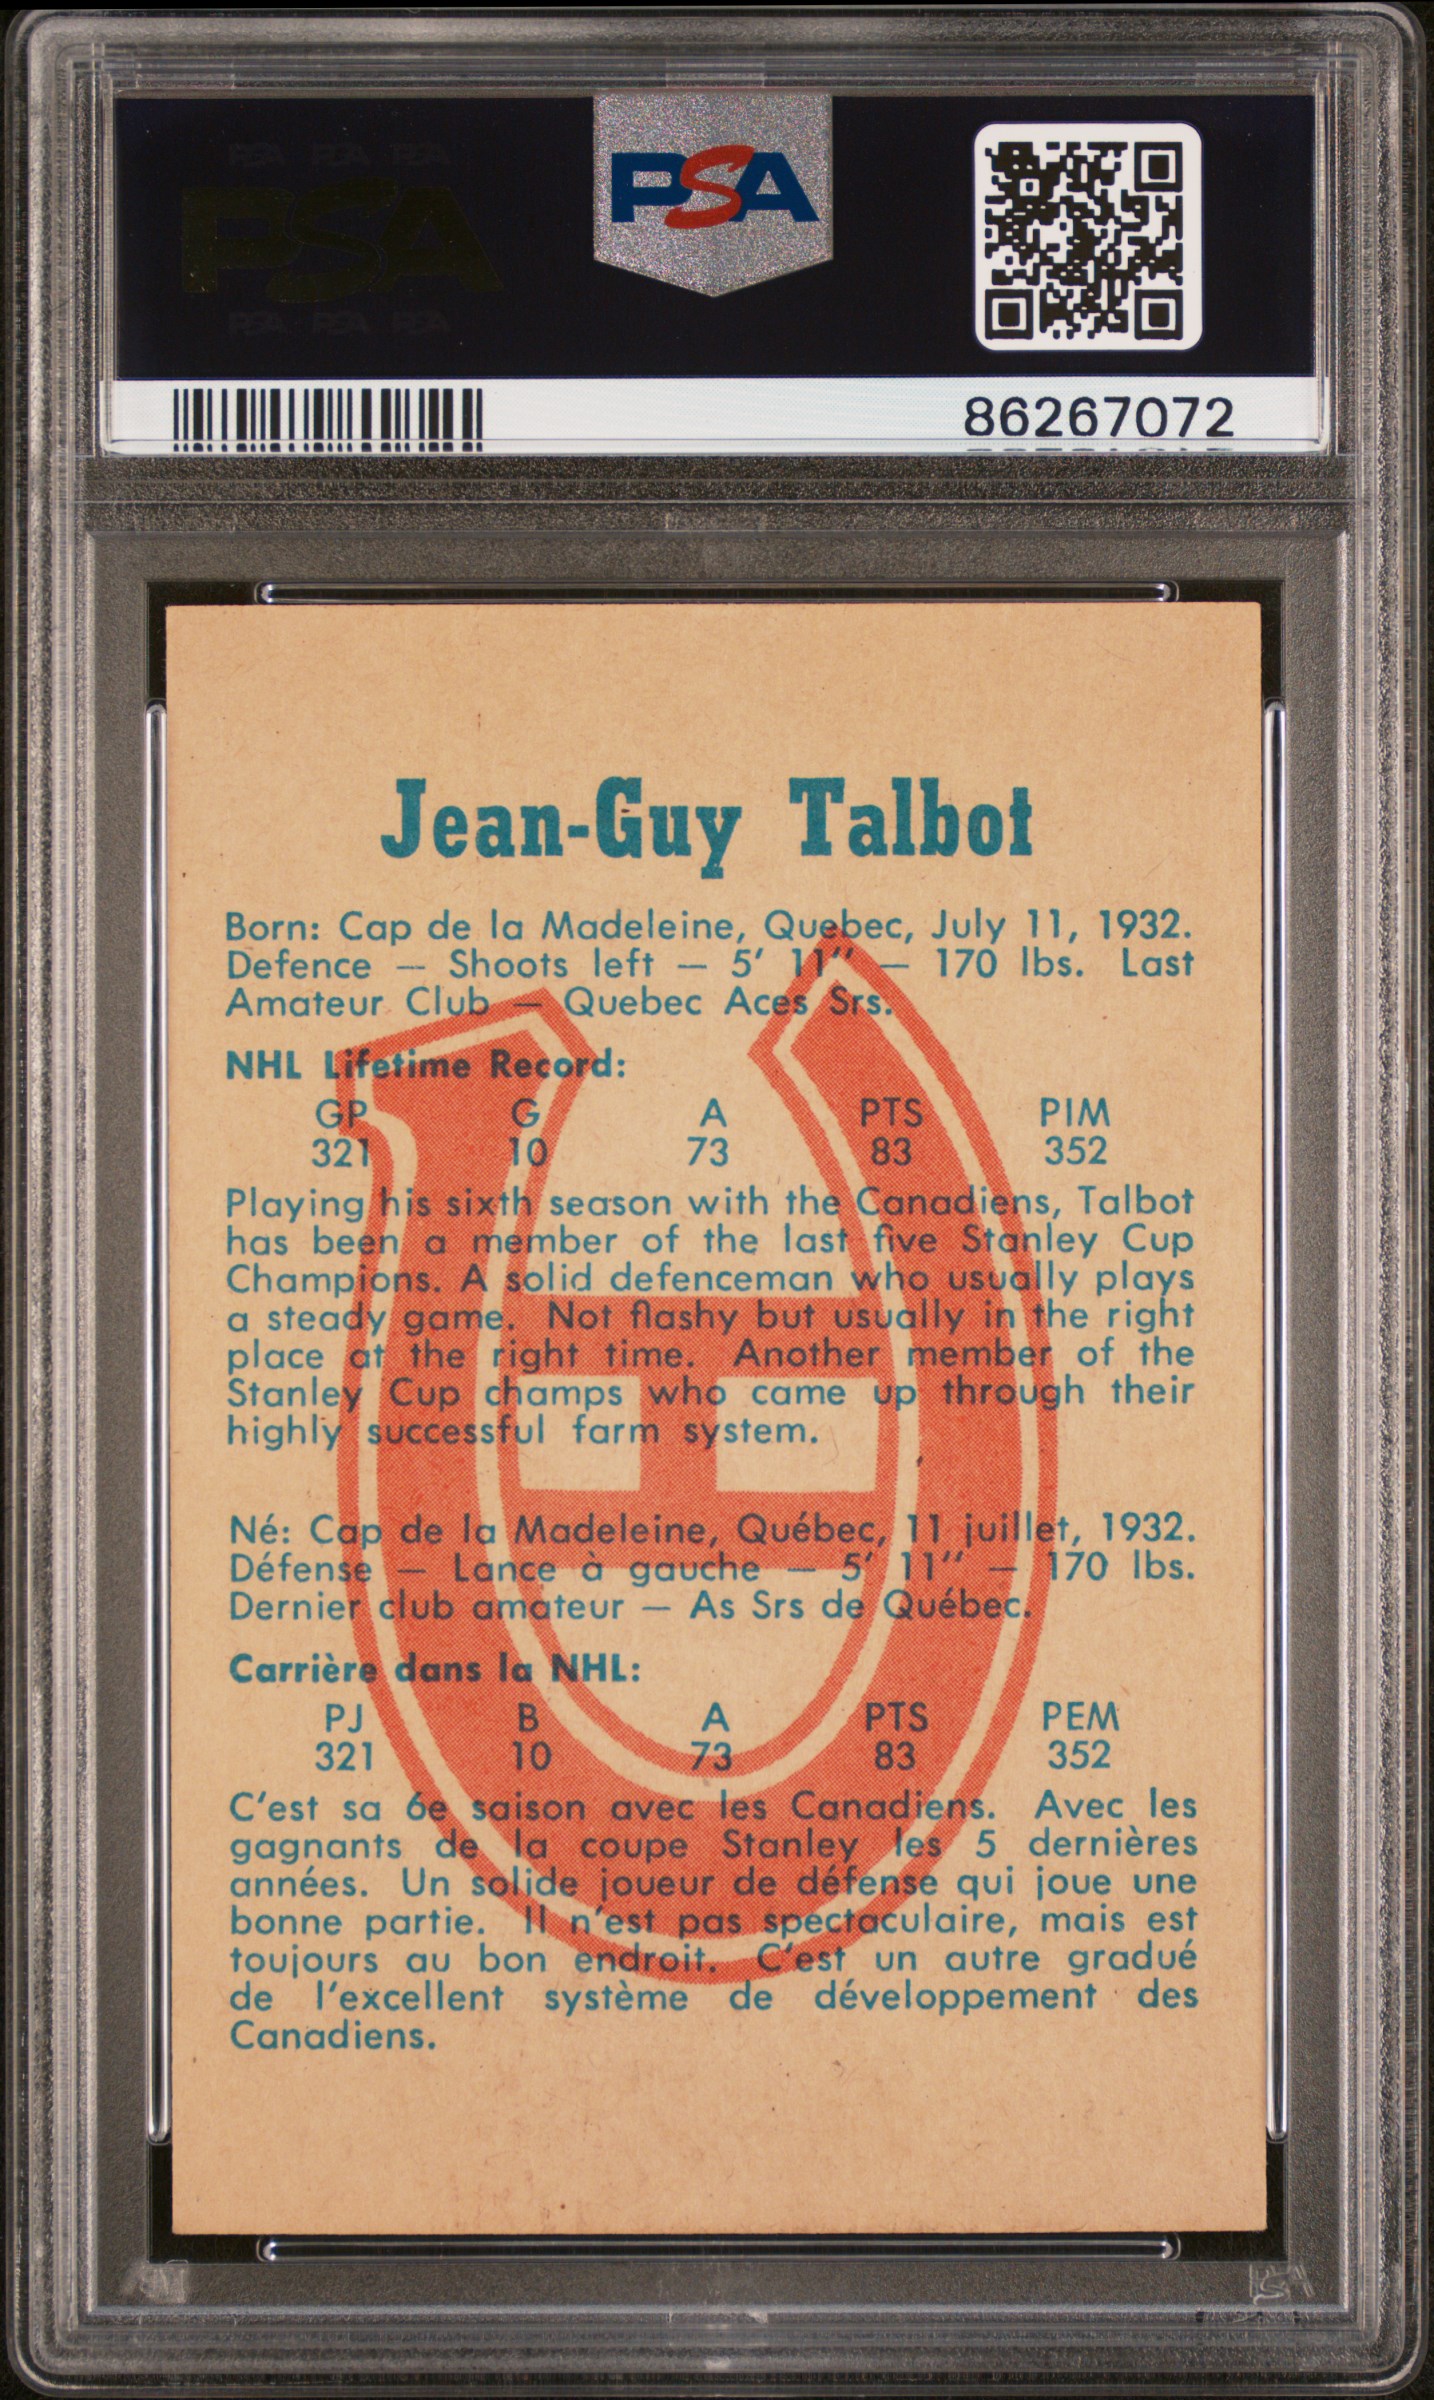 PSA PSA PSA
PSA
PSA PSA PSA
PSA
86267072
Jean-Guy Talbot
Born: Cap de la Madeleine, Quebec, July 11, 1932.
Defence — Shoots left — 5′ 11″ — 170 lbs. Last
Amateur Club — Quebec Aces Srs.
NHL Lifetime Record:
GP G A PTS PIM
321 10 73 83 352
Playing his sixth season with the Canadiens, Talbot
has been a member of the last five Stanley Cup
Champions. A solid defenceman who usually plays
a steady game. Not flashy but usually in the right
place at the right time. Another member of the
Stanley Cup champs who came up through their
highly successful farm system.
Né: Cap de la Madeleine, Québec, 11 juillet, 1932.
Défense — Lance à gauche — 5′ 11″ — 170 lbs.
Dernier club amateur — As Srs de Québec.
Carrière dans la NHL:
PJ B A PTS PEM
321 10 73 83 352
C'est sa 6e saison avec les Canadiens. Avec les
gagnants de la coupe Stanley les 5 dernières
années. Un solide joueur de défense qui joue une
bonne partie. Il n'est pas spectaculaire, mais est
toujours au bon endroit. C'est un autre gradué
de l'excellent système de développement des
Canadiens.
PSA